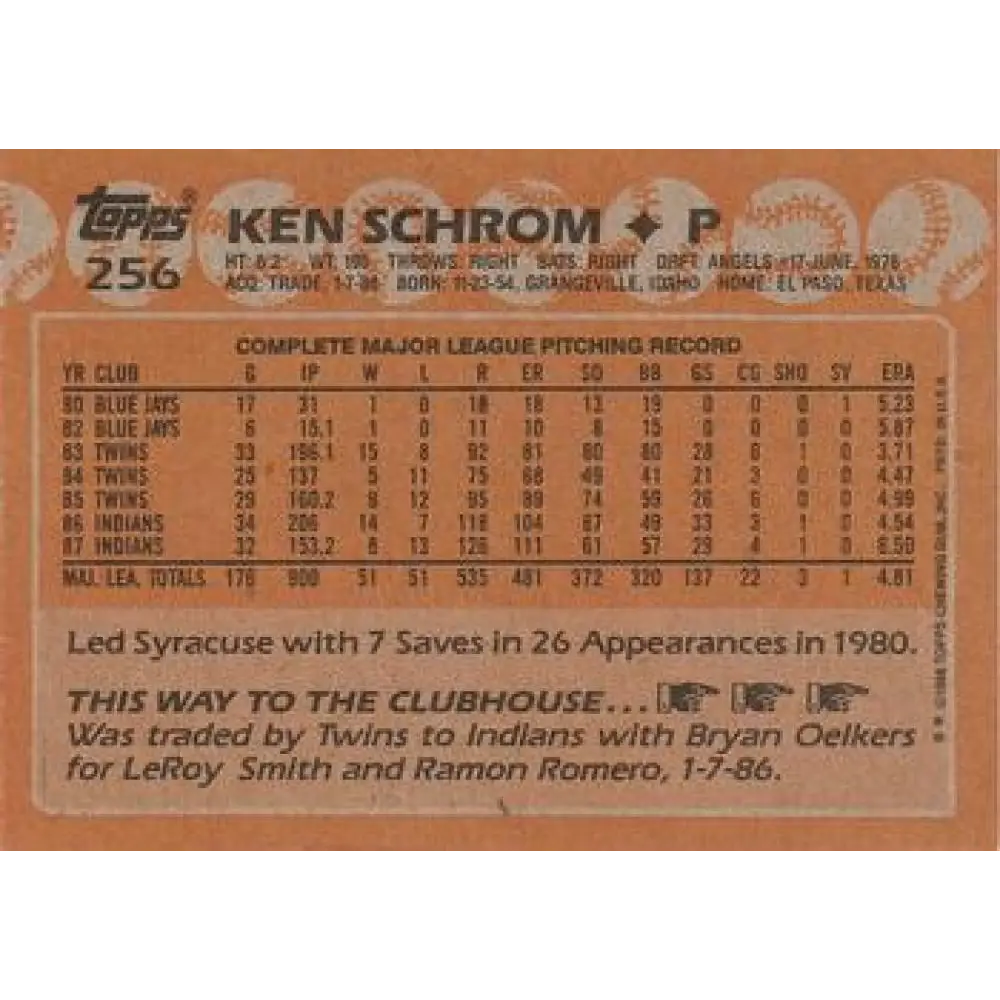 Topps® KEN SCHROM ✦ P
256
HT: 6'2" WT: 190 THROWS: RIGHT BATS: RIGHT DRFT: ANGELS #17-JUNE, 1976
ACQ: TRADE, 1-7-86 BORN: 11-23-54, GRANGEVILLE, IDAHO HOME: EL PASO, TEXAS
COMPLETE MAJOR LEAGUE PITCHING RECORD
YR CLUB G IP W L R ER SO BB GS CG SHO SV ERA
80 BLUE JAYS 17 31 1 0 18 18 13 19 0 0 0 1 5.23
82 BLUE JAYS 6 15.1 1 0 11 10 8 15 0 0 0 0 5.87
83 TWINS 33 196.1 15 8 92 81 80 80 28 6 1 0 3.71
84 TWINS 25 137 5 11 75 68 49 41 21 3 0 0 4.47
85 TWINS 29 160.2 9 12 95 89 74 59 26 6 0 0 4.99
86 INDIANS 34 206 14 7 118 104 87 49 33 3 1 0 4.54
87 INDIANS 32 153.2 6 13 126 111 61 57 29 4 1 0 6.50
MAJ. LEA. TOTALS 176 900 51 51 535 481 372 320 137 22 3 1 4.81
Led Syracuse with 7 Saves in 26 Appearances in 1980.
THIS WAY TO THE CLUBHOUSE...
Was traded by Twins to Indians with Bryan Oelkers
for LeRoy Smith and Ramon Romero, 1-7-86.
©1988 TOPPS CHEWING GUM, INC. PRTD. IN U.S.A.